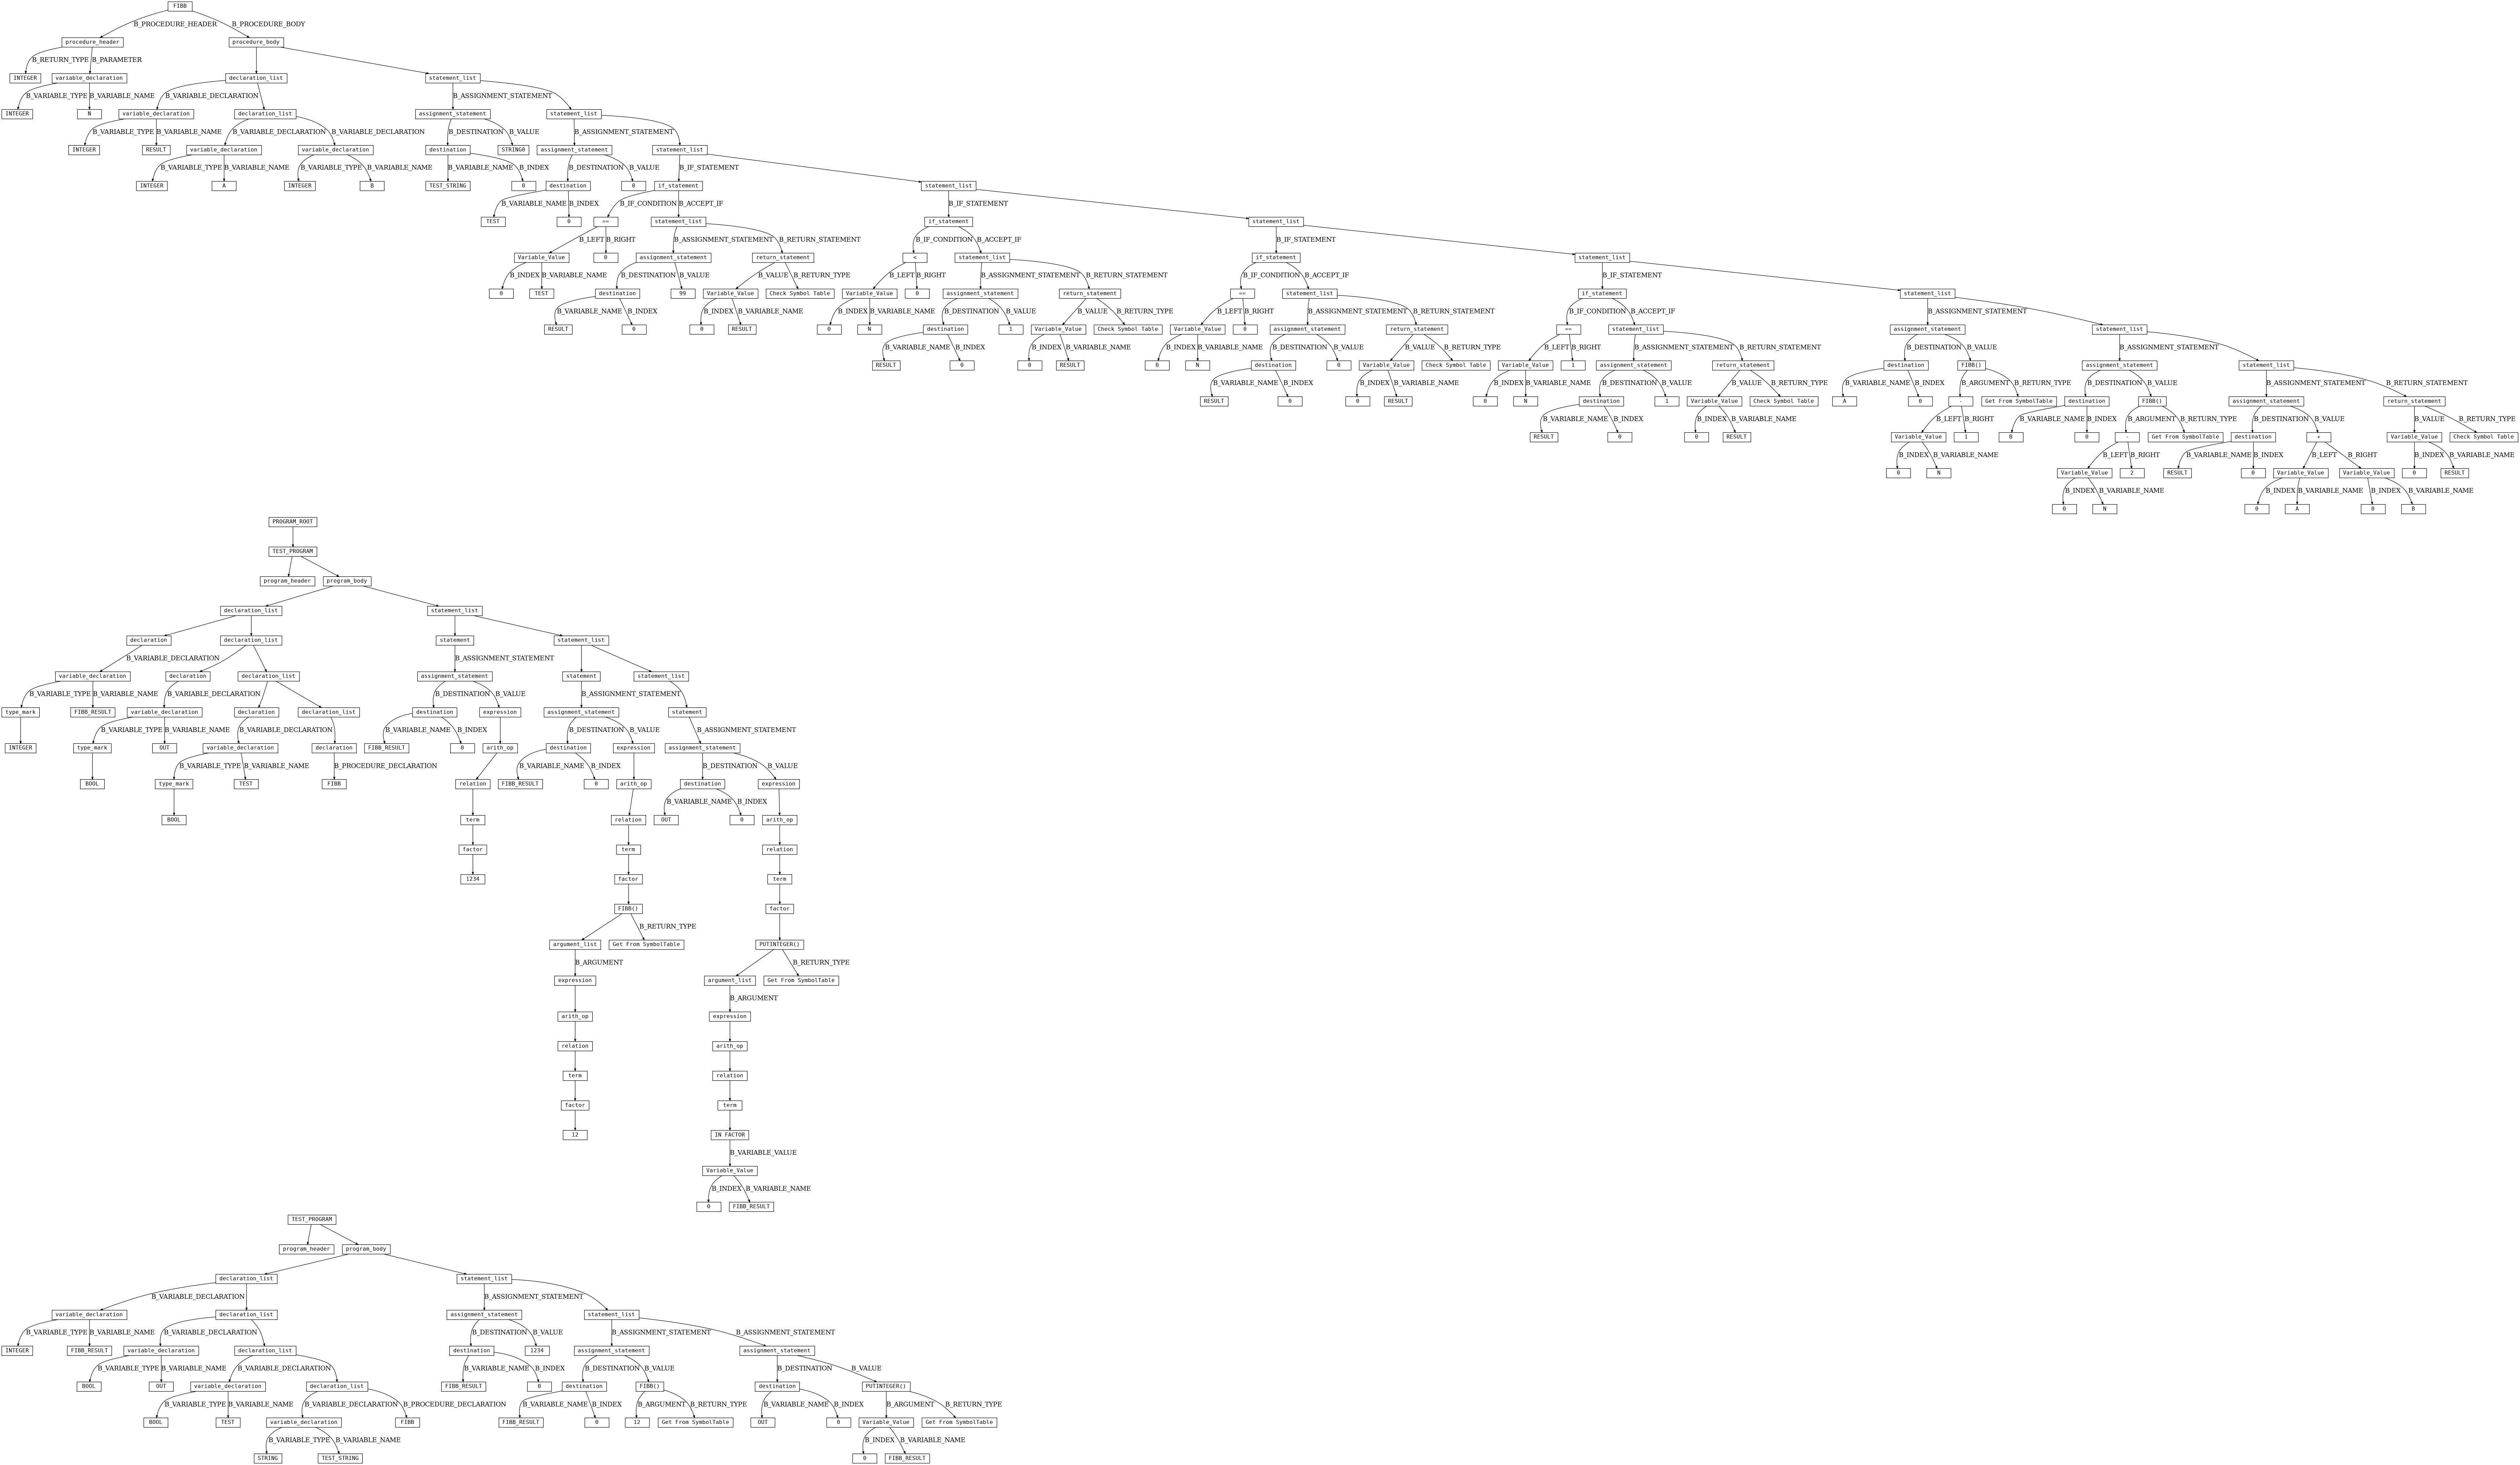 FIBB
B_PROCEDURE_HEADER B_PROCEDURE_BODY
procedure_header procedure_body
B_RETURN_TYPE B_PARAMETER
INTEGER variable_declaration declaration_list statement_list
B_VARIABLE_TYPE B_VARIABLE_NAME B_VARIABLE_DECLARATION B_ASSIGNMENT_STATEMENT
INTEGER N variable_declaration declaration_list assignment_statement statement_list
B_VARIABLE_TYPE B_VARIABLE_NAME B_VARIABLE_DECLARATION B_VARIABLE_DECLARATION B_DESTINATION B_VALUE B_ASSIGNMENT_STATEMENT
INTEGER RESULT variable_declaration variable_declaration destination STRING0 assignment_statement statement_list
B_VARIABLE_TYPE B_VARIABLE_NAME B_VARIABLE_TYPE B_VARIABLE_NAME B_VARIABLE_NAME B_INDEX B_DESTINATION B_VALUE B_IF_STATEMENT
INTEGER A INTEGER B TEST_STRING 0 destination 0 if_statement statement_list
B_VARIABLE_NAME B_INDEX B_IF_CONDITION B_ACCEPT_IF B_IF_STATEMENT
TEST 0 == statement_list if_statement statement_list
B_LEFT B_RIGHT B_ASSIGNMENT_STATEMENT B_RETURN_STATEMENT B_IF_CONDITION B_ACCEPT_IF B_IF_STATEMENT
Variable_Value 0 assignment_statement return_statement < statement_list if_statement statement_list
B_INDEX B_VARIABLE_NAME B_DESTINATION B_VALUE B_VALUE B_RETURN_TYPE B_LEFT B_RIGHT B_ASSIGNMENT_STATEMENT B_RETURN_STATEMENT B_IF_CONDITION B_ACCEPT_IF B_IF_STATEMENT
0 TEST destination 99 Variable_Value Check Symbol Table Variable_Value 0 assignment_statement return_statement == statement_list if_statement statement_list
B_VARIABLE_NAME B_INDEX B_INDEX B_VARIABLE_NAME B_INDEX B_VARIABLE_NAME B_DESTINATION B_VALUE B_VALUE B_RETURN_TYPE B_LEFT B_RIGHT B_ASSIGNMENT_STATEMENT B_RETURN_STATEMENT B_IF_CONDITION B_ACCEPT_IF B_ASSIGNMENT_STATEMENT
RESULT 0 0 RESULT 0 N destination 1 Variable_Value Check Symbol Table Variable_Value 0 assignment_statement return_statement == statement_list assignment_statement statement_list
B_VARIABLE_NAME B_INDEX B_INDEX B_VARIABLE_NAME B_INDEX B_VARIABLE_NAME B_DESTINATION B_VALUE B_VALUE B_RETURN_TYPE B_LEFT B_RIGHT B_ASSIGNMENT_STATEMENT B_RETURN_STATEMENT B_DESTINATION B_VALUE B_ASSIGNMENT_STATEMENT
RESULT 0 0 RESULT 0 N destination 0 Variable_Value Check Symbol Table Variable_Value 1 assignment_statement return_statement destination FIBB() assignment_statement statement_list
B_VARIABLE_NAME B_INDEX B_INDEX B_VARIABLE_NAME B_INDEX B_VARIABLE_NAME B_DESTINATION B_VALUE B_VALUE B_RETURN_TYPE B_VARIABLE_NAME B_INDEX B_ARGUMENT B_RETURN_TYPE B_DESTINATION B_VALUE B_ASSIGNMENT_STATEMENT B_RETURN_STATEMENT
RESULT 0 0 RESULT 0 N destination 1 Variable_Value Check Symbol Table A 0 - Get From SymbolTable destination FIBB() assignment_statement return_statement
B_VARIABLE_NAME B_INDEX B_INDEX B_VARIABLE_NAME B_LEFT B_RIGHT B_VARIABLE_NAME B_INDEX B_ARGUMENT B_RETURN_TYPE B_DESTINATION B_VALUE B_VALUE B_RETURN_TYPE
RESULT 0 0 RESULT Variable_Value 1 B 0 - Get From SymbolTable destination + Variable_Value Check Symbol Table
B_INDEX B_VARIABLE_NAME B_LEFT B_RIGHT B_VARIABLE_NAME B_INDEX B_LEFT B_RIGHT B_INDEX B_VARIABLE_NAME
0 N Variable_Value 2 RESULT 0 Variable_Value Variable_Value 0 RESULT
B_INDEX B_VARIABLE_NAME B_INDEX B_VARIABLE_NAME B_INDEX B_VARIABLE_NAME
0 N 0 A 0 B
PROGRAM_ROOT
TEST_PROGRAM
program_header program_body
declaration_list statement_list
declaration declaration_list statement statement_list
B_VARIABLE_DECLARATION B_ASSIGNMENT_STATEMENT
variable_declaration declaration declaration_list assignment_statement statement statement_list
B_VARIABLE_TYPE B_VARIABLE_NAME B_VARIABLE_DECLARATION B_DESTINATION B_VALUE B_ASSIGNMENT_STATEMENT
type_mark FIBB_RESULT variable_declaration declaration declaration_list destination expression assignment_statement statement
B_VARIABLE_TYPE B_VARIABLE_NAME B_VARIABLE_DECLARATION B_VARIABLE_NAME B_INDEX B_DESTINATION B_VALUE B_ASSIGNMENT_STATEMENT
INTEGER type_mark OUT variable_declaration declaration FIBB_RESULT 0 arith_op destination expression assignment_statement
B_VARIABLE_TYPE B_VARIABLE_NAME B_PROCEDURE_DECLARATION B_VARIABLE_NAME B_INDEX B_DESTINATION B_VALUE
BOOL type_mark TEST FIBB relation FIBB_RESULT 0 arith_op destination expression
B_VARIABLE_NAME B_INDEX
BOOL term relation OUT 0 arith_op
factor term relation
1234 factor term
FIBB() factor
B_RETURN_TYPE
argument_list Get From SymbolTable PUTINTEGER()
B_ARGUMENT B_RETURN_TYPE
expression argument_list Get From SymbolTable
B_ARGUMENT
arith_op expression
relation arith_op
term relation
factor term
12 IN FACTOR
B_VARIABLE_VALUE
Variable_Value
B_INDEX B_VARIABLE_NAME
0 FIBB_RESULT
TEST_PROGRAM
program_header program_body
declaration_list statement_list
B_VARIABLE_DECLARATION B_ASSIGNMENT_STATEMENT
variable_declaration declaration_list assignment_statement statement_list
B_VARIABLE_TYPE B_VARIABLE_NAME B_VARIABLE_DECLARATION B_DESTINATION B_VALUE B_ASSIGNMENT_STATEMENT B_ASSIGNMENT_STATEMENT
INTEGER FIBB_RESULT variable_declaration declaration_list destination 1234 assignment_statement assignment_statement
B_VARIABLE_TYPE B_VARIABLE_NAME B_VARIABLE_DECLARATION B_VARIABLE_NAME B_INDEX B_DESTINATION B_VALUE B_DESTINATION B_VALUE
BOOL OUT variable_declaration declaration_list FIBB_RESULT 0 destination FIBB() destination PUTINTEGER()
B_VARIABLE_TYPE B_VARIABLE_NAME B_VARIABLE_DECLARATION B_PROCEDURE_DECLARATION B_VARIABLE_NAME B_INDEX B_ARGUMENT B_RETURN_TYPE B_VARIABLE_NAME B_INDEX B_ARGUMENT B_RETURN_TYPE
BOOL TEST variable_declaration FIBB FIBB_RESULT 0 12 Get From SymbolTable OUT 0 Variable_Value Get From SymbolTable
B_VARIABLE_TYPE B_VARIABLE_NAME B_INDEX B_VARIABLE_NAME
STRING TEST_STRING 0 FIBB_RESULT